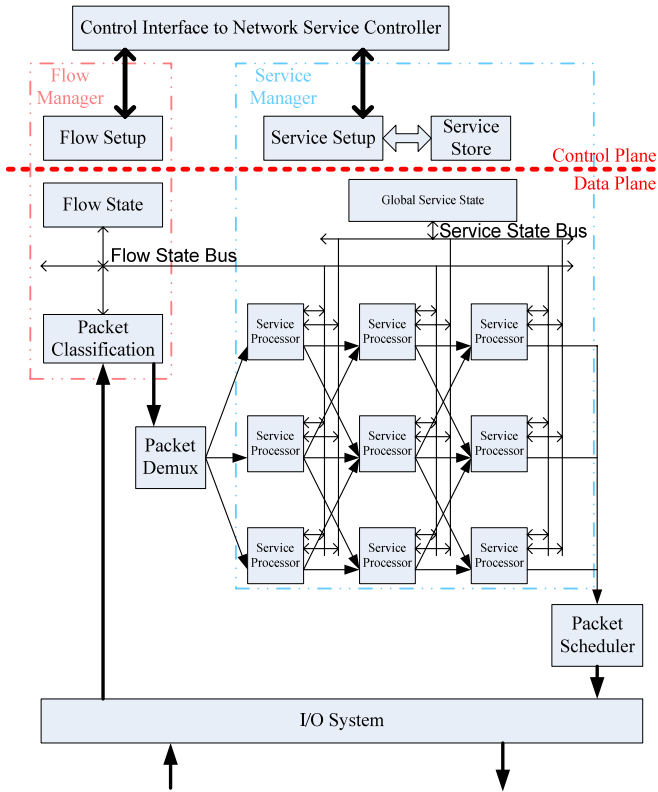 Control Interface to Network Service Controller
Flow
Manager
Service
Manager
Flow Setup
Service Setup
Service
Store
Control Plane
Data Plane
Flow State
Global Service State
Service State Bus
Flow State Bus
Packet
Classification
Service
Processor
Service
Processor
Service
Processor
Packet
Demux
Service
Processor
Service
Processor
Service
Processor
Service
Processor
Service
Processor
Service
Processor
Packet
Scheduler
I/O System